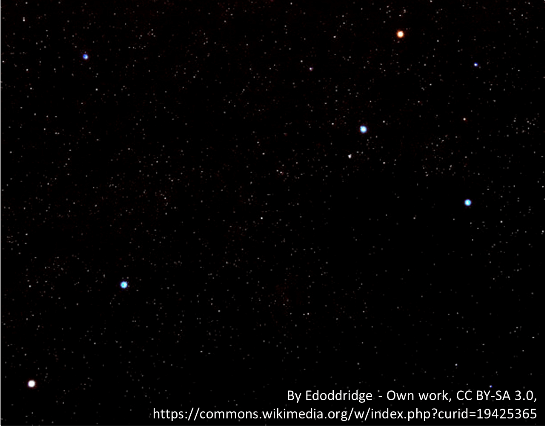 By Edoddridge - Own work, CC BY-SA 3.0,
https://commons.wikimedia.org/w/index.php?curid=19425365